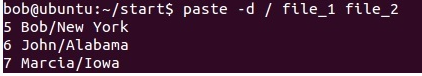 bob@ubuntu:~/start$ paste -d / file_1 file_2
5 Bob/New York
6 John/Alabama
7 Marcia/Iowa